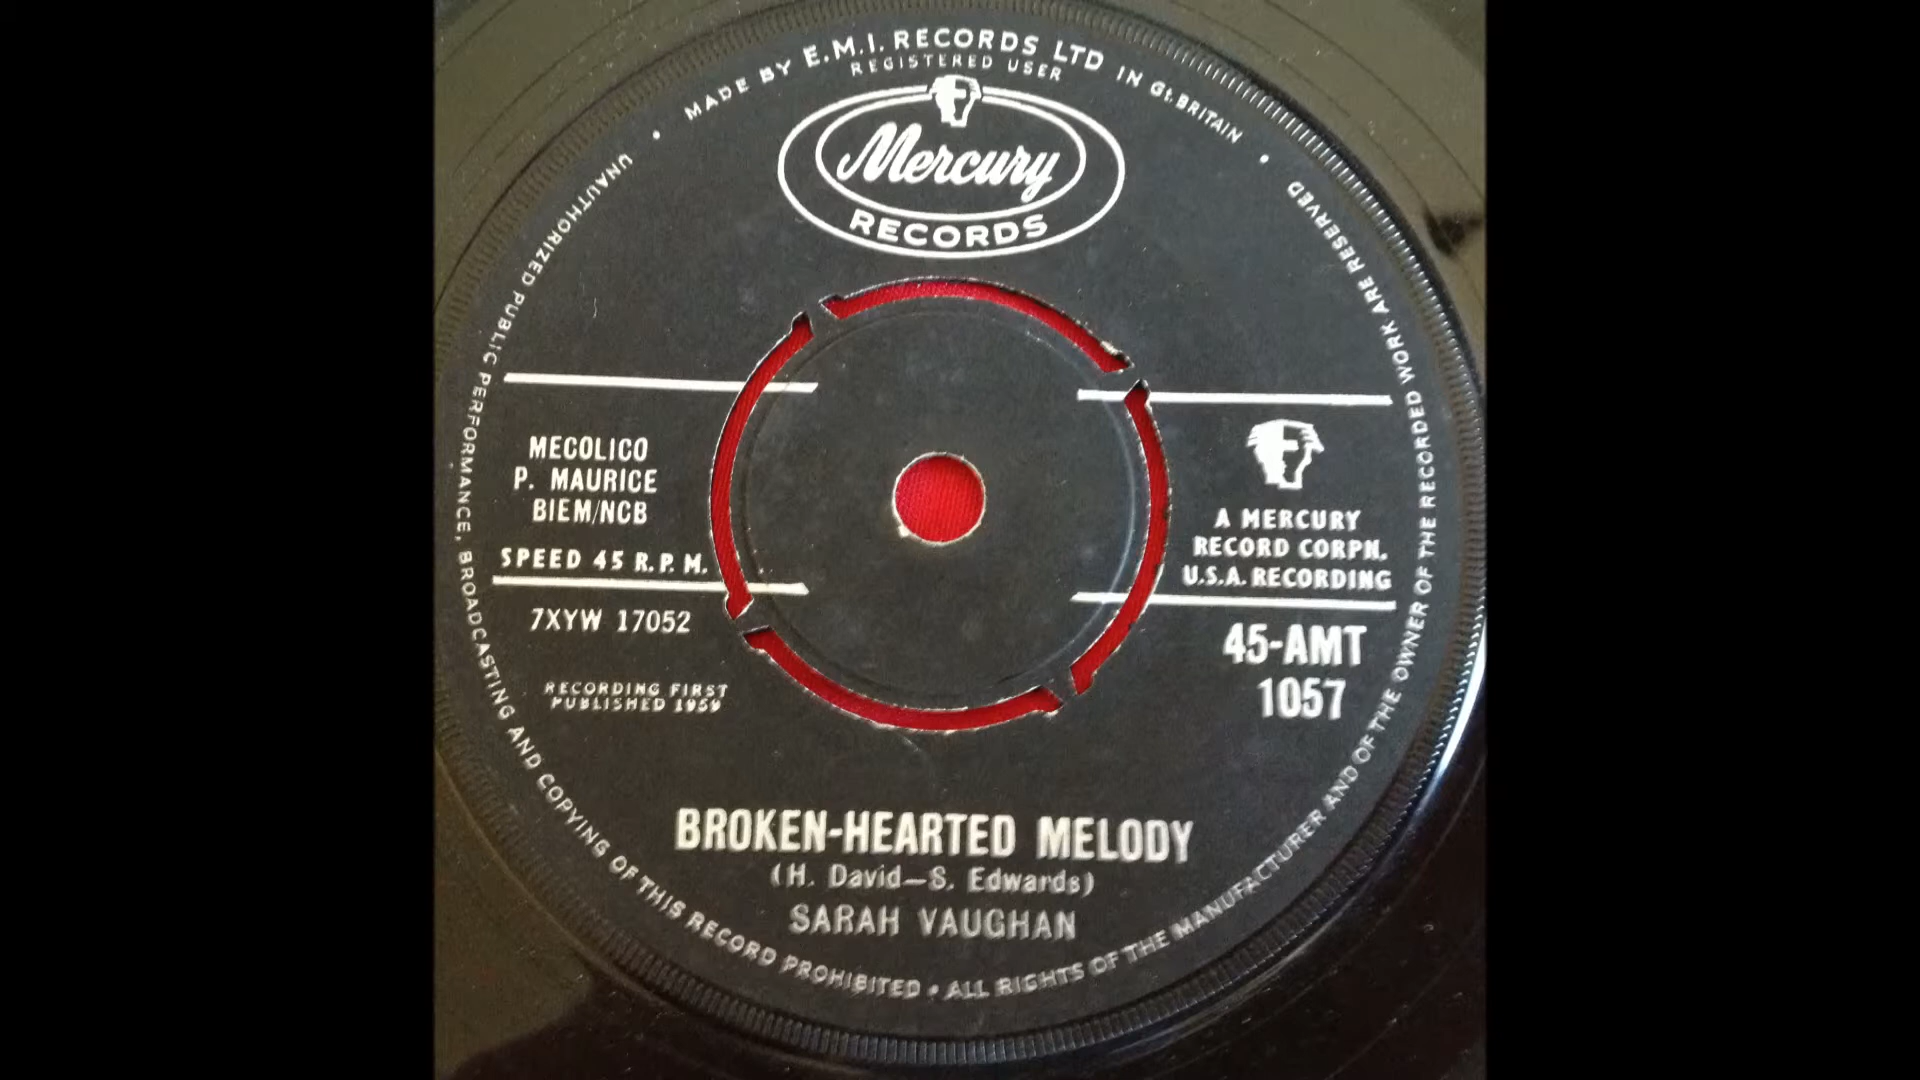 MADE BY E.M.I. RECORDS LTD IN Gt. BRITAIN
REGISTERED USER
Mercury
RECORDS
MECOLICO
P. MAURICE
BIEM/NCB
SPEED 45 R.P.M.
7XYW 17052
RECORDING FIRST
PUBLISHED 1959
A MERCURY
RECORD CORPN.
U.S.A. RECORDING
45-AMT
1057
BROKEN-HEARTED MELODY
(H. David—S. Edwards)
SARAH VAUGHAN
UNAUTHORIZED PUBLIC PERFORMANCE, BROADCASTING AND COPYING OF THIS RECORD PROHIBITED • ALL RIGHTS OF THE MANUFACTURER AND OF THE OWNER OF THE RECORDED WORK ARE RESERVED